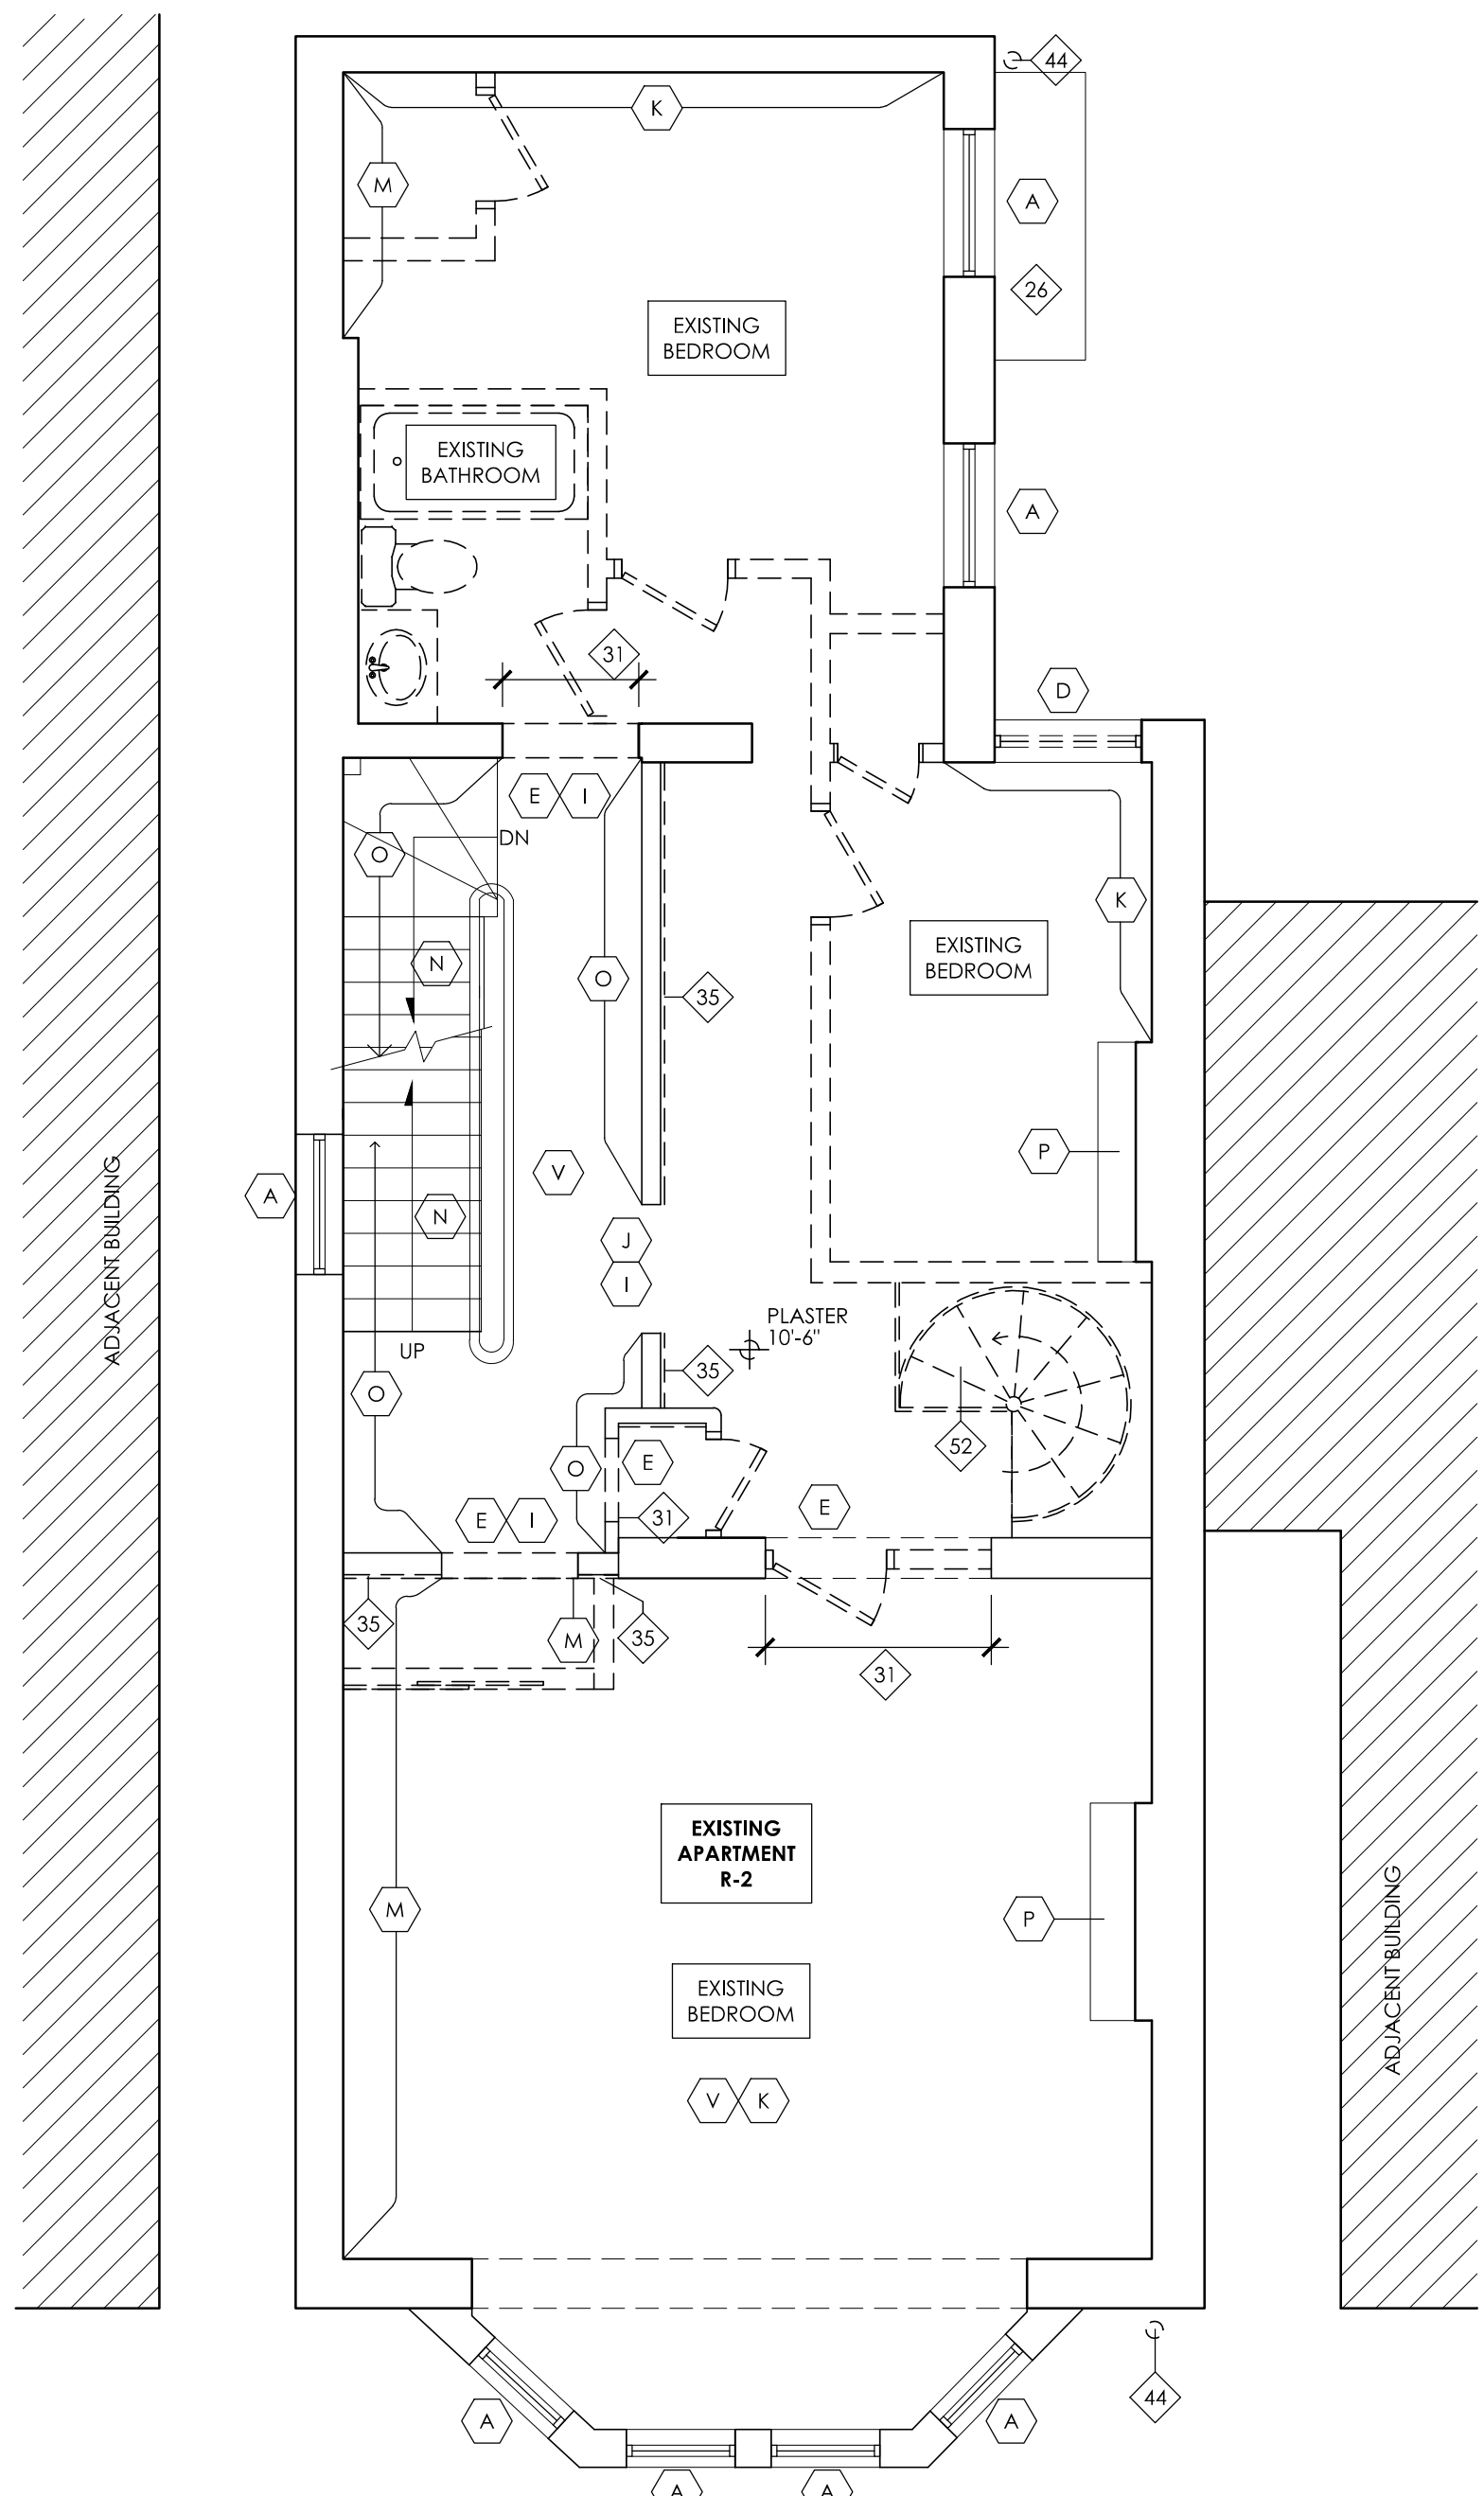 44
K
M
A
26
EXISTING
BEDROOM
EXISTING
BATHROOM
A
31
D
E
I
DN
O
K
N
EXISTING
BEDROOM
O
35
P
V
A
N
J
I
ADJACENT BUILDING
PLASTER
10'-6"
UP
35
O
52
E
O
E
I
31
E
35
M
35
31
EXISTING
APARTMENT
R-2
M
P
EXISTING
BEDROOM
ADJACENT BUILDING
V
K
44
A
A
A
A